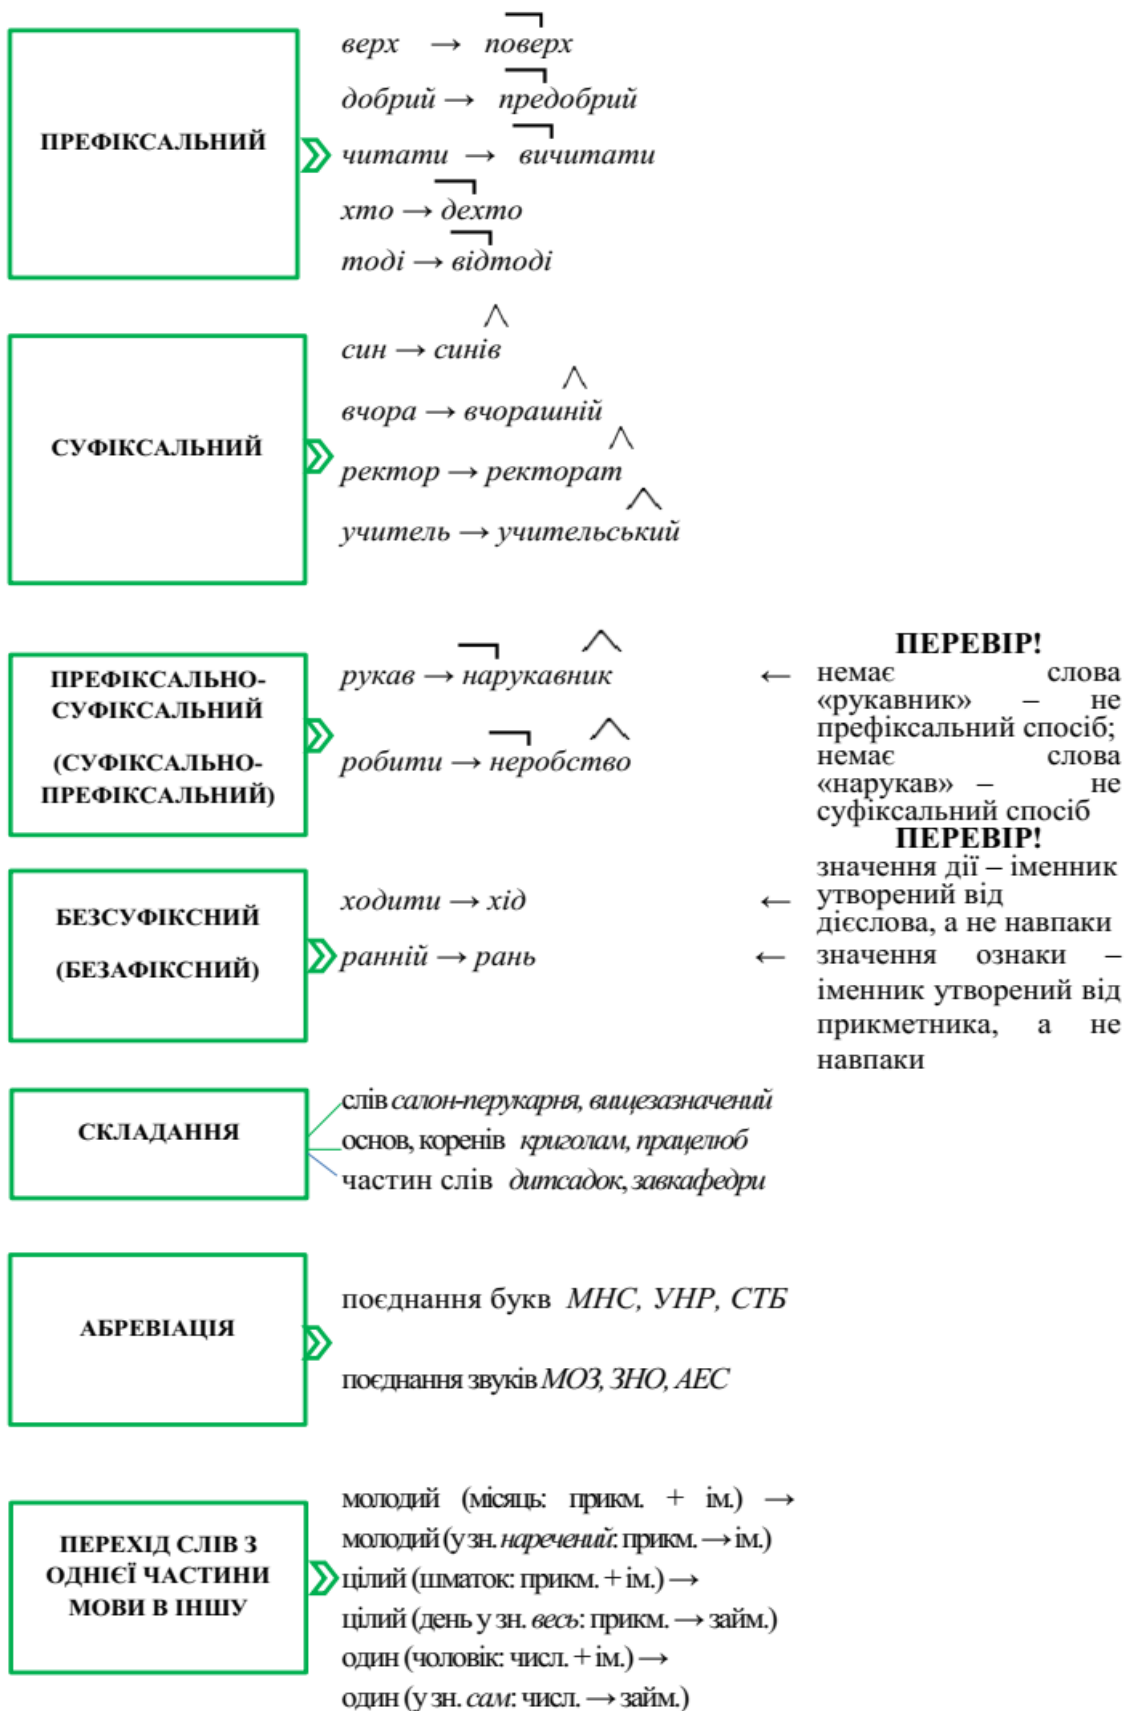 ПРЕФІКСАЛЬНИЙ
верх → поверх
добрий → предобрий
читати → вичитати
хто → дехто
тоді → відтоді
СУФІКСАЛЬНИЙ
син → синів
вчора → вчорашній
ректор → ректорат
учитель → учительський
ПРЕФІКСАЛЬНО-
СУФІКСАЛЬНИЙ
(СУФІКСАЛЬНО-
ПРЕФІКСАЛЬНИЙ)
рукав → нарукавник
робити → неробство
←
ПЕРЕВІР!
немає слова
«рукавник» – не
префіксальний спосіб;
немає слова
«нарукав» – не
суфіксальний спосіб
БЕЗСУФІКСНИЙ
(БЕЗАФІКСНИЙ)
ходити → хід
ранній → рань
←
←
ПЕРЕВІР!
значення дії – іменник
утворений від
дієслова, а не навпаки
значення ознаки –
іменник утворений від
прикметника, а не
навпаки
СКЛАДАННЯ
слів салон-перукарня, вищезазначений
основ, коренів криголам, працелюб
частин слів дитсадок, завкафедри
АБРЕВІАЦІЯ
поєднання букв МНС, УНР, СТБ
поєднання звуків МОЗ, ЗНО, АЕС
ПЕРЕХІД СЛІВ З
ОДНІЄЇ ЧАСТИНИ
МОВИ В ІНШУ
молодий (місяць: прикм. + ім.) →
молодий (у зн. наречений: прикм. → ім.)
цілий (шматок: прикм. + ім.) →
цілий (день у зн. весь: прикм. → займ.)
один (чоловік: числ. + ім.) →
один (у зн. сам: числ. → займ.)